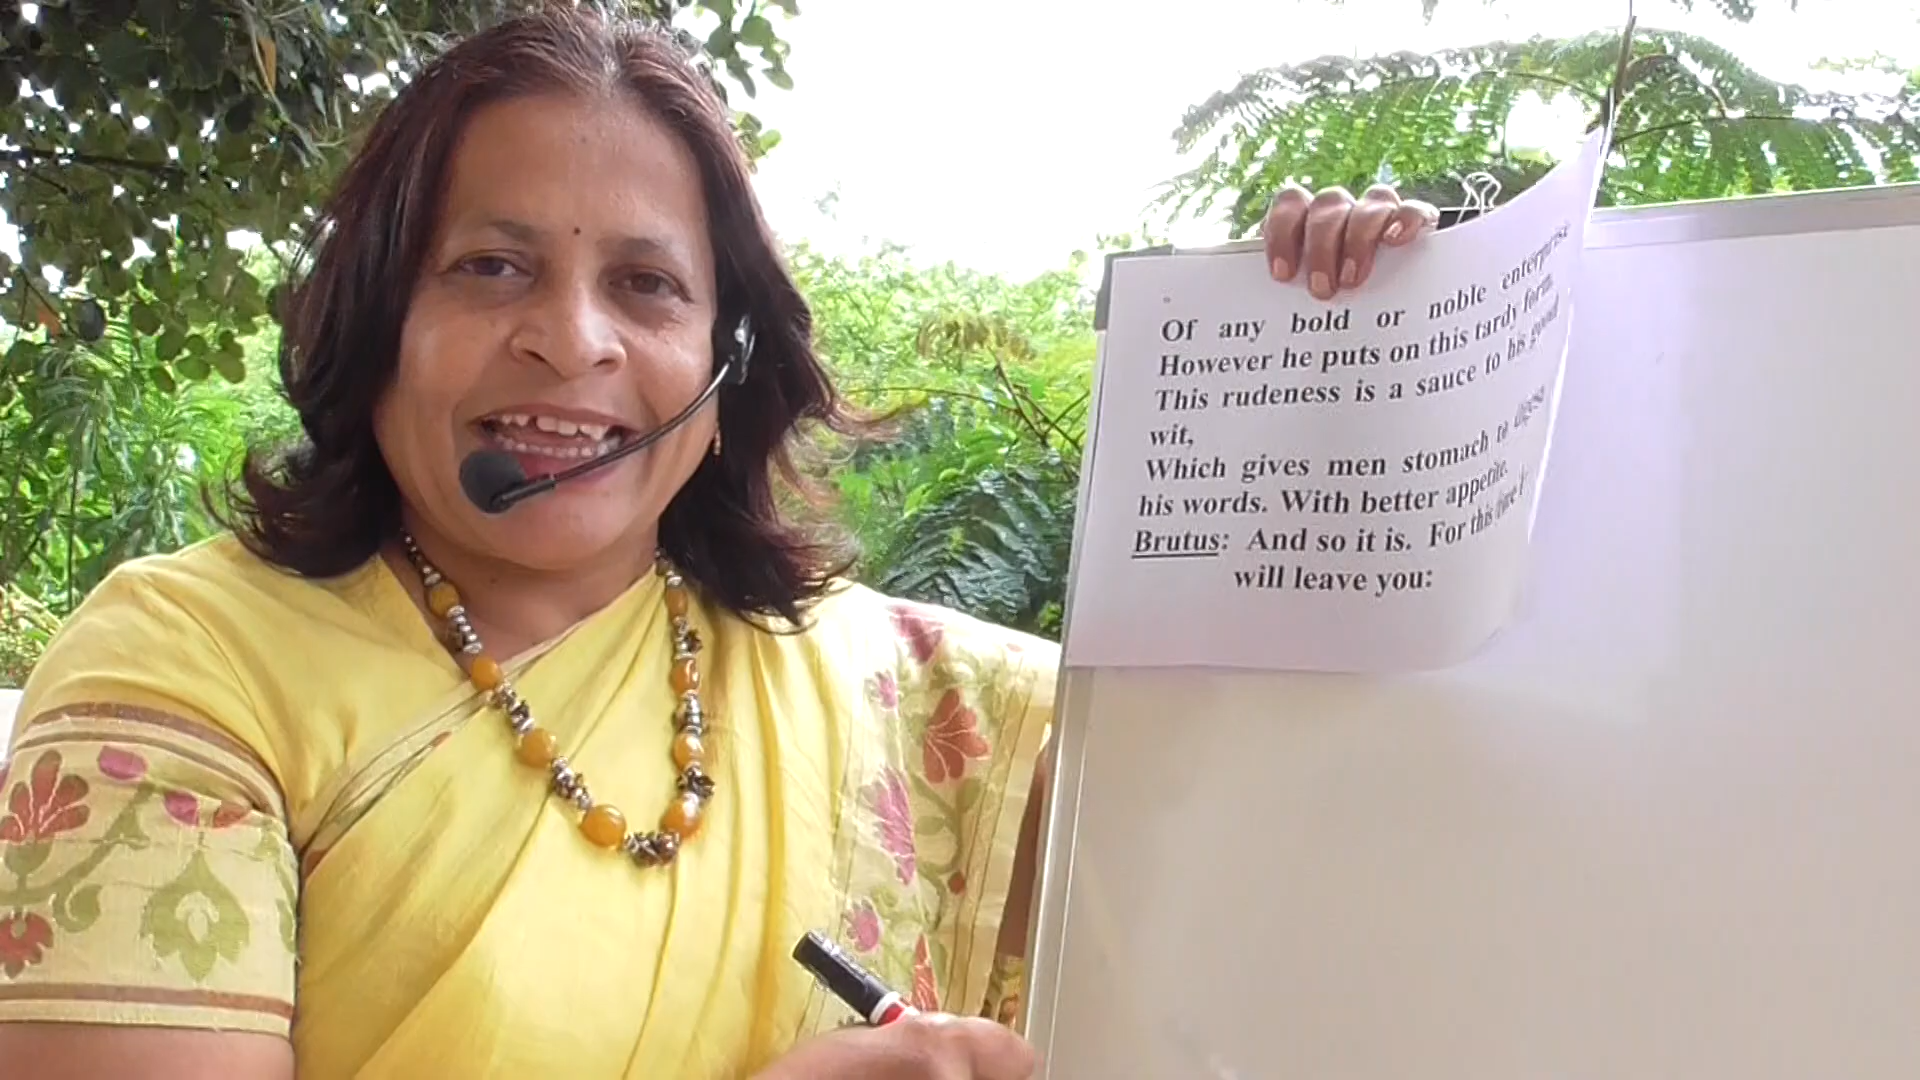 Of any bold or noble enterprise
However he puts on this tardy form.
This rudeness is a sauce to his good
wit,
Which gives men stomach to digest
his words. With better appetite.
Brutus: And so it is. For this time I
will leave you: